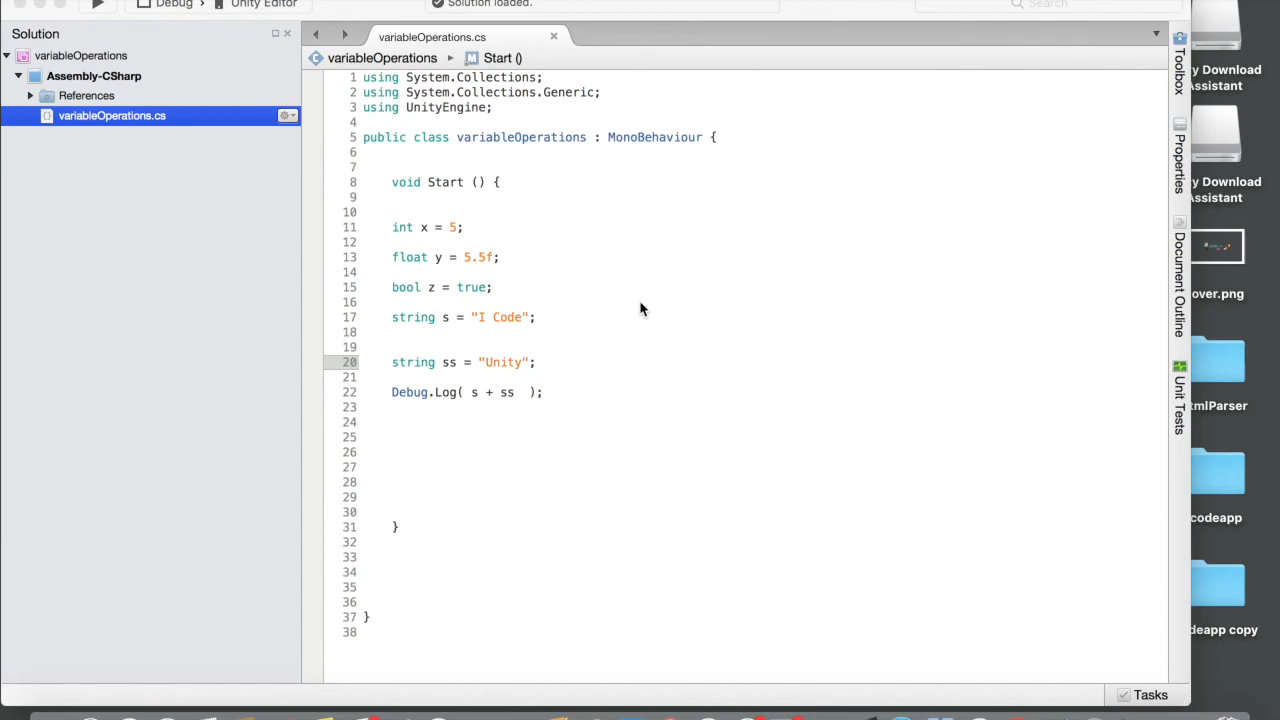 Debug
Unity Editor
Solution loaded.
Search
Solution
variableOperations
Assembly-CSharp
References
variableOperations.cs
variableOperations.cs
variableOperations
Start ()
1 using System.Collections;
2 using System.Collections.Generic;
3 using UnityEngine;
4
5 public class variableOperations : MonoBehaviour {
6
7
8 void Start () {
9
10
11 int x = 5;
12
13 float y = 5.5f;
14
15 bool z = true;
16
17 string s = "I Code";
18
19
20 string ss = "Unity";
21
22 Debug.Log( s + ss  );
23
24
25
26
27
28
29
30
31 }
32
33
34
35
36
37 }
38
Toolbox
Properties
Document Outline
Unit Tests
Tasks
y Download
Assistant
y Download
Assistant
over.png
tmlParser
codeapp
deapp copy